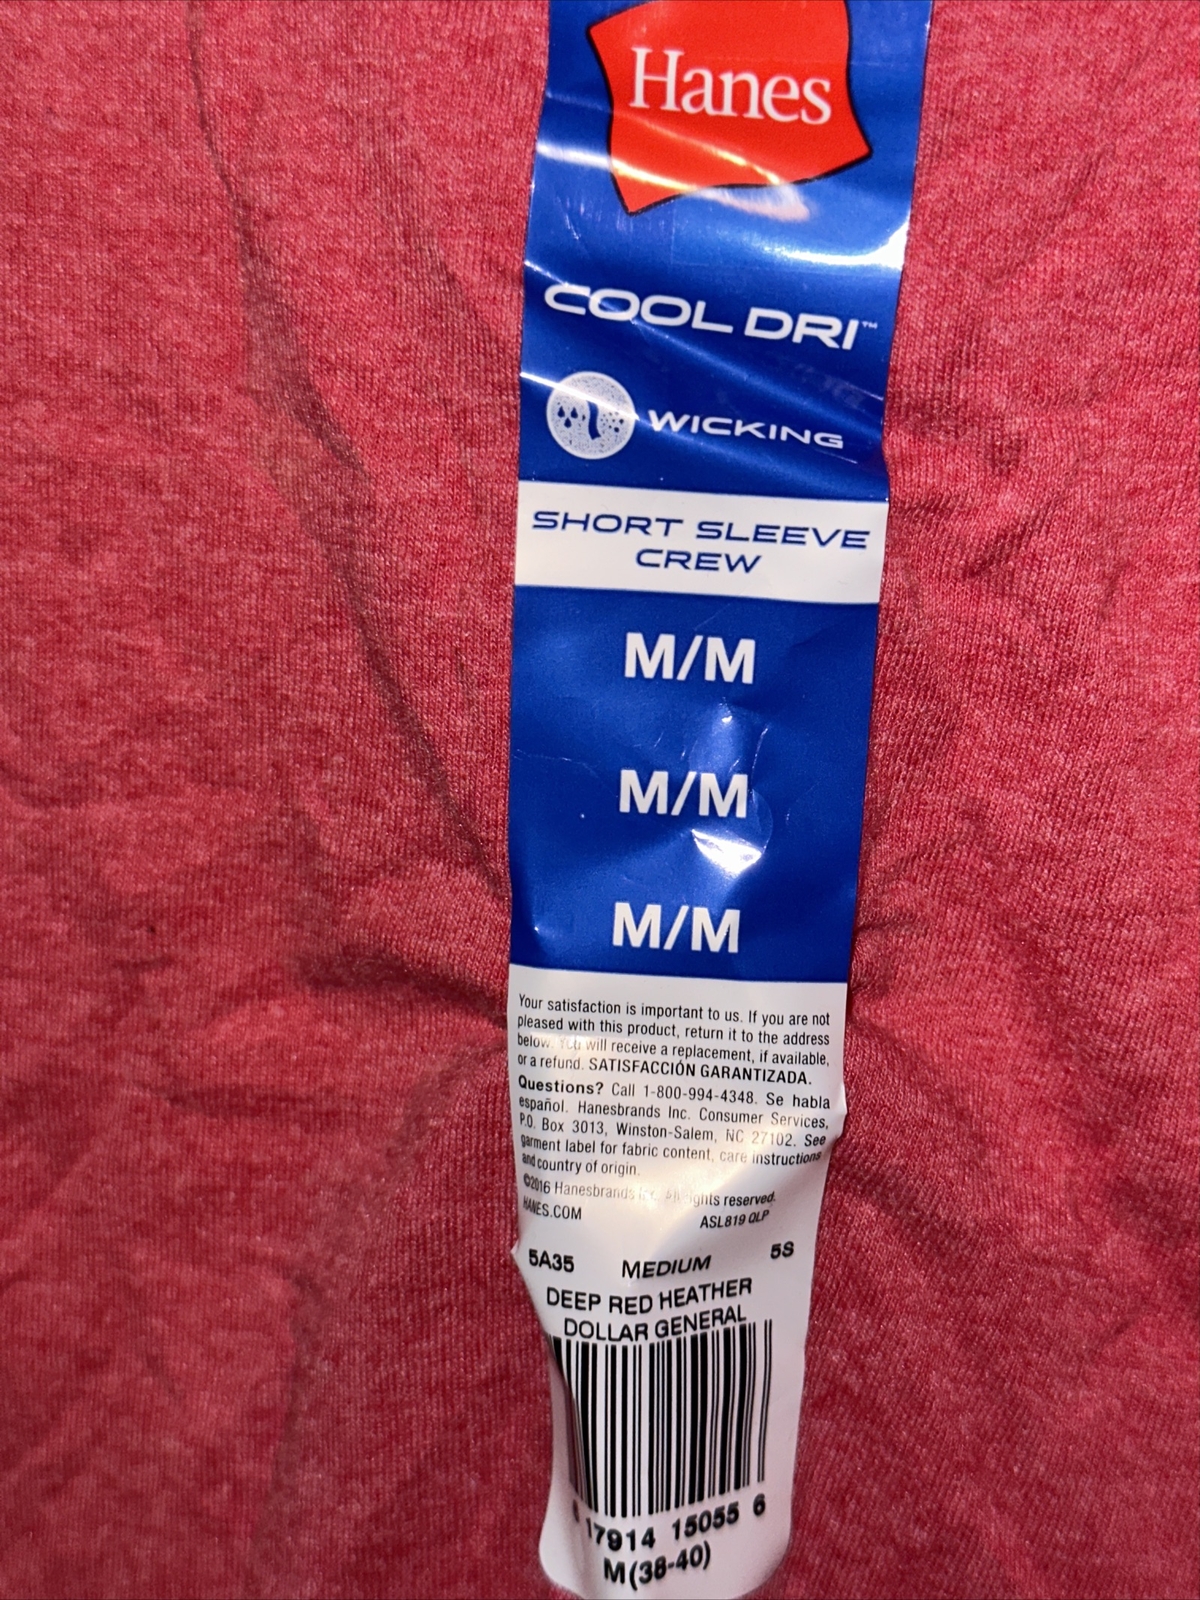 Hanes
COOL DRI™
WICKING
SHORT SLEEVE
CREW
M/M
M/M
M/M
Your satisfaction is important to us. If you are not
pleased with this product, return it to the address
below. You will receive a replacement, if available,
or a refund. SATISFACCIÓN GARANTIZADA.
Questions? Call 1-800-994-4348. Se habla
español. Hanesbrands Inc. Consumer Services,
P.O. Box 3013, Winston-Salem, NC 27102. See
garment label for fabric content, care instructions
and country of origin.
©2016 Hanesbrands Inc. All rights reserved.
HANES.COM ASL819 QLP
5A35 MEDIUM 5S
DEEP RED HEATHER
DOLLAR GENERAL
17914 15055 6
M(38-40)